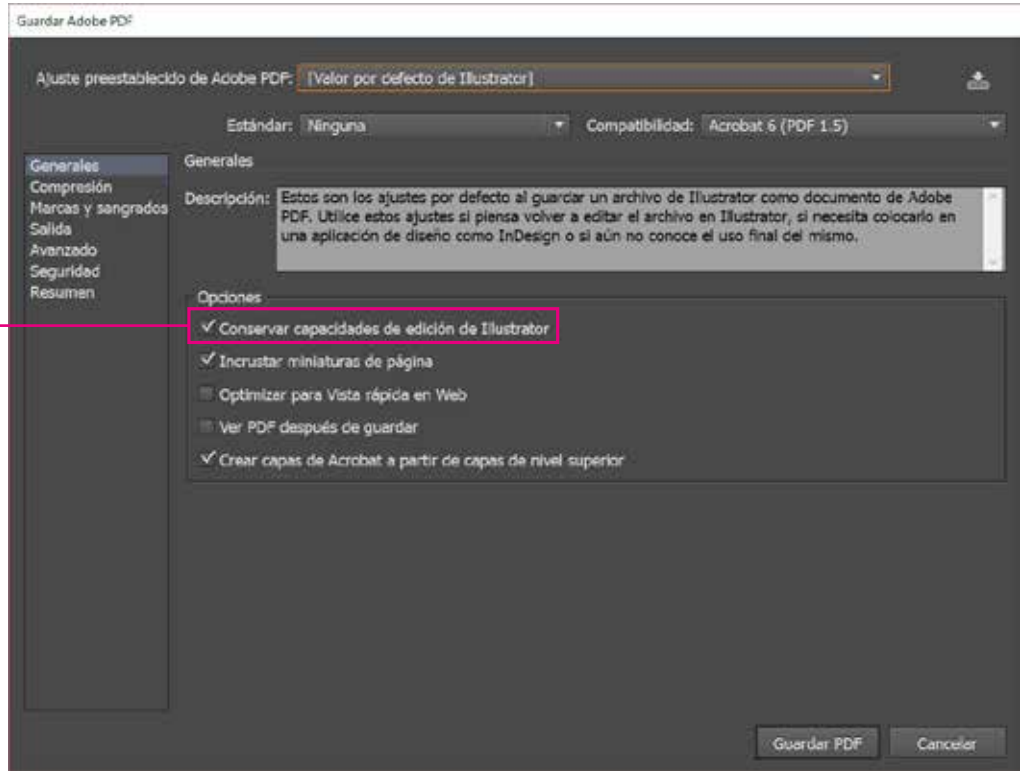 Guardar Adobe PDF
Ajuste preestablecido de Adobe PDF: [Valor por defecto de Illustrator]
Estándar: Ninguna Compatibilidad: Acrobat 6 (PDF 1.5)
Generales
Compresión
Marcas y sangrados
Salida
Avanzado
Seguridad
Resumen
Generales
Descripción: Estos son los ajustes por defecto al guardar un archivo de Illustrator como documento de Adobe
PDF. Utilice estos ajustes si piensa volver a editar el archivo en Illustrator, si necesita colocarlo en
una aplicación de diseño como InDesign o si aún no conoce el uso final del mismo.
Opciones
Conservar capacidades de edición de Illustrator
Incrustar miniaturas de página
Optimizar para Vista rápida en Web
Ver PDF después de guardar
Crear capas de Acrobat a partir de capas de nivel superior
Guardar PDF Cancelar